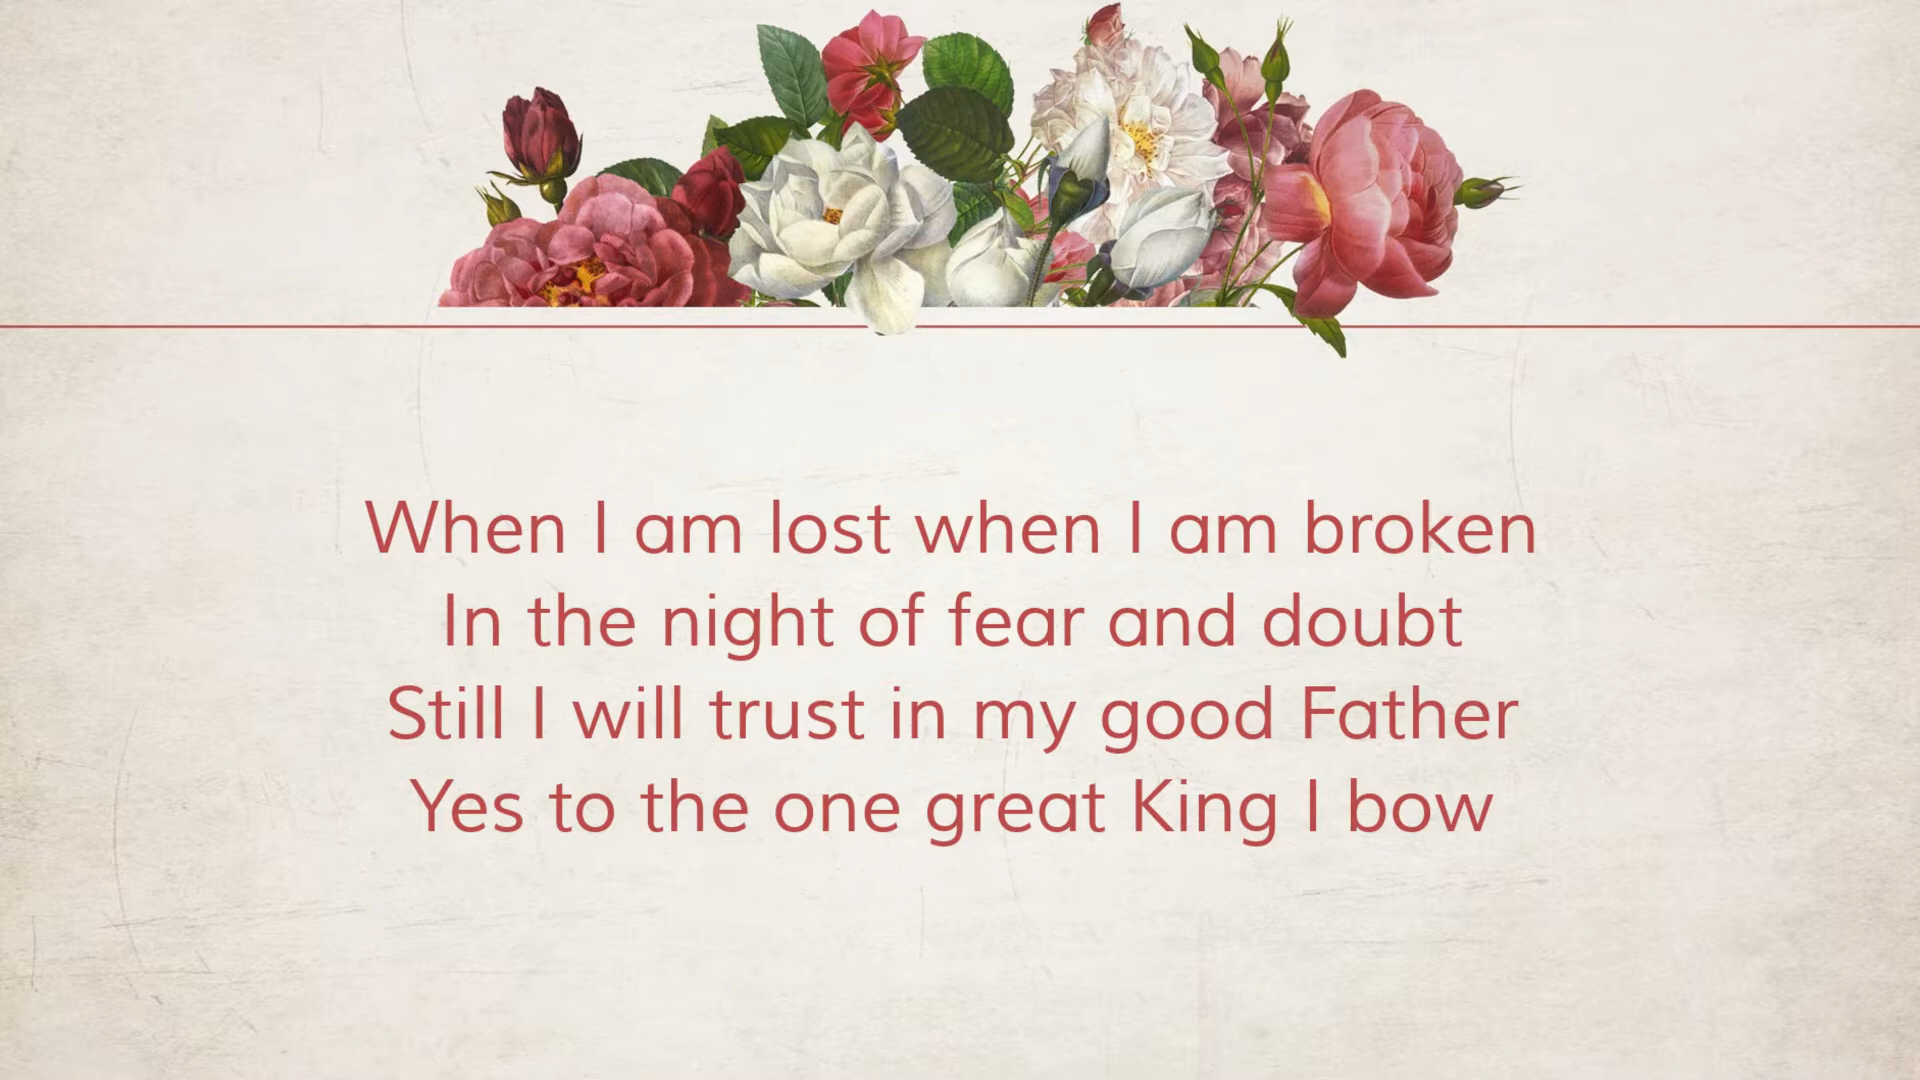 When I am lost when I am broken
In the night of fear and doubt
Still I will trust in my good Father
Yes to the one great King I bow